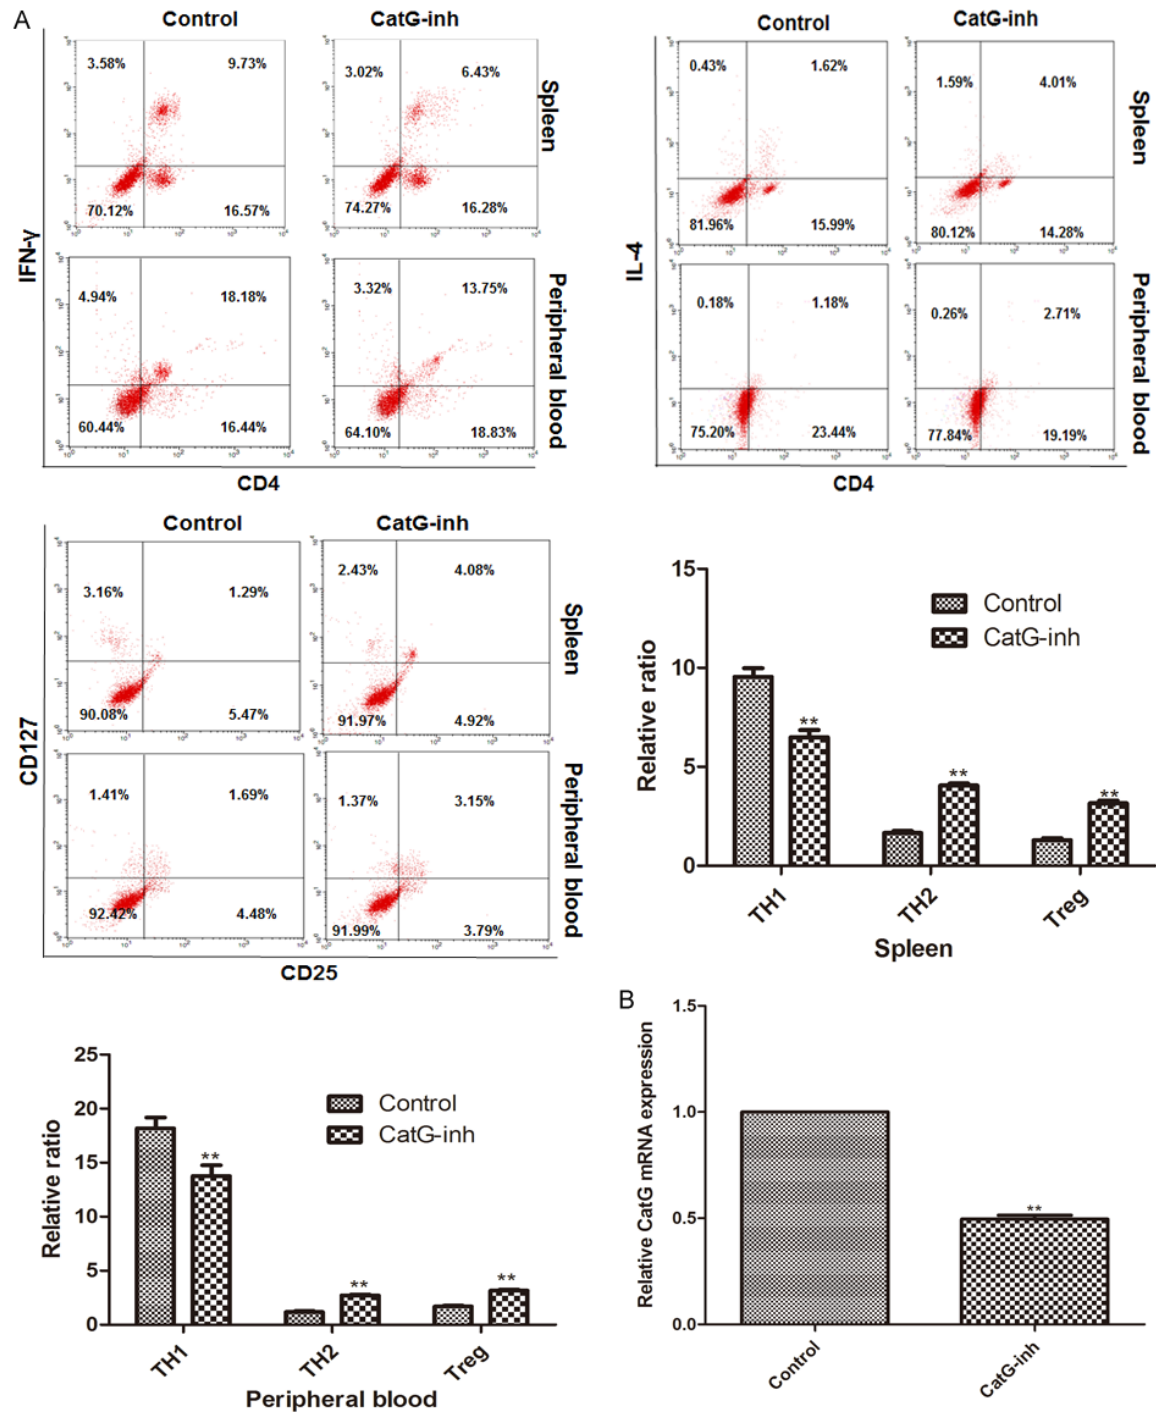 A
Control CatG-inh
3.58% 9.73% 3.02% 6.43%
70.12% 16.57% 74.27% 16.28%
Spleen
4.94% 18.18% 3.32% 13.75%
60.44% 16.44% 64.10% 18.83%
Peripheral blood
IFN-γ
CD4
Control CatG-inh
0.43% 1.62% 1.59% 4.01%
81.96% 15.99% 80.12% 14.28%
Spleen
0.18% 1.18% 0.26% 2.71%
75.20% 23.44% 77.84% 19.19%
Peripheral blood
IL-4
CD4
Control CatG-inh
3.16% 1.29% 2.43% 4.08%
90.08% 5.47% 91.97% 4.92%
Spleen
1.41% 1.69% 1.37% 3.15%
92.42% 4.48% 91.99% 3.79%
Peripheral blood
CD127
CD25
Relative ratio
15
10
5
0
Control
CatG-inh
**
**
**
TH1 TH2 Treg
Spleen
Relative ratio
25
20
15
10
5
0
Control
CatG-inh
**
**
**
TH1 TH2 Treg
Peripheral blood
B
Relative CatG mRNA expression
1.5
1.0
0.5
0.0
**
Control CatG-inh